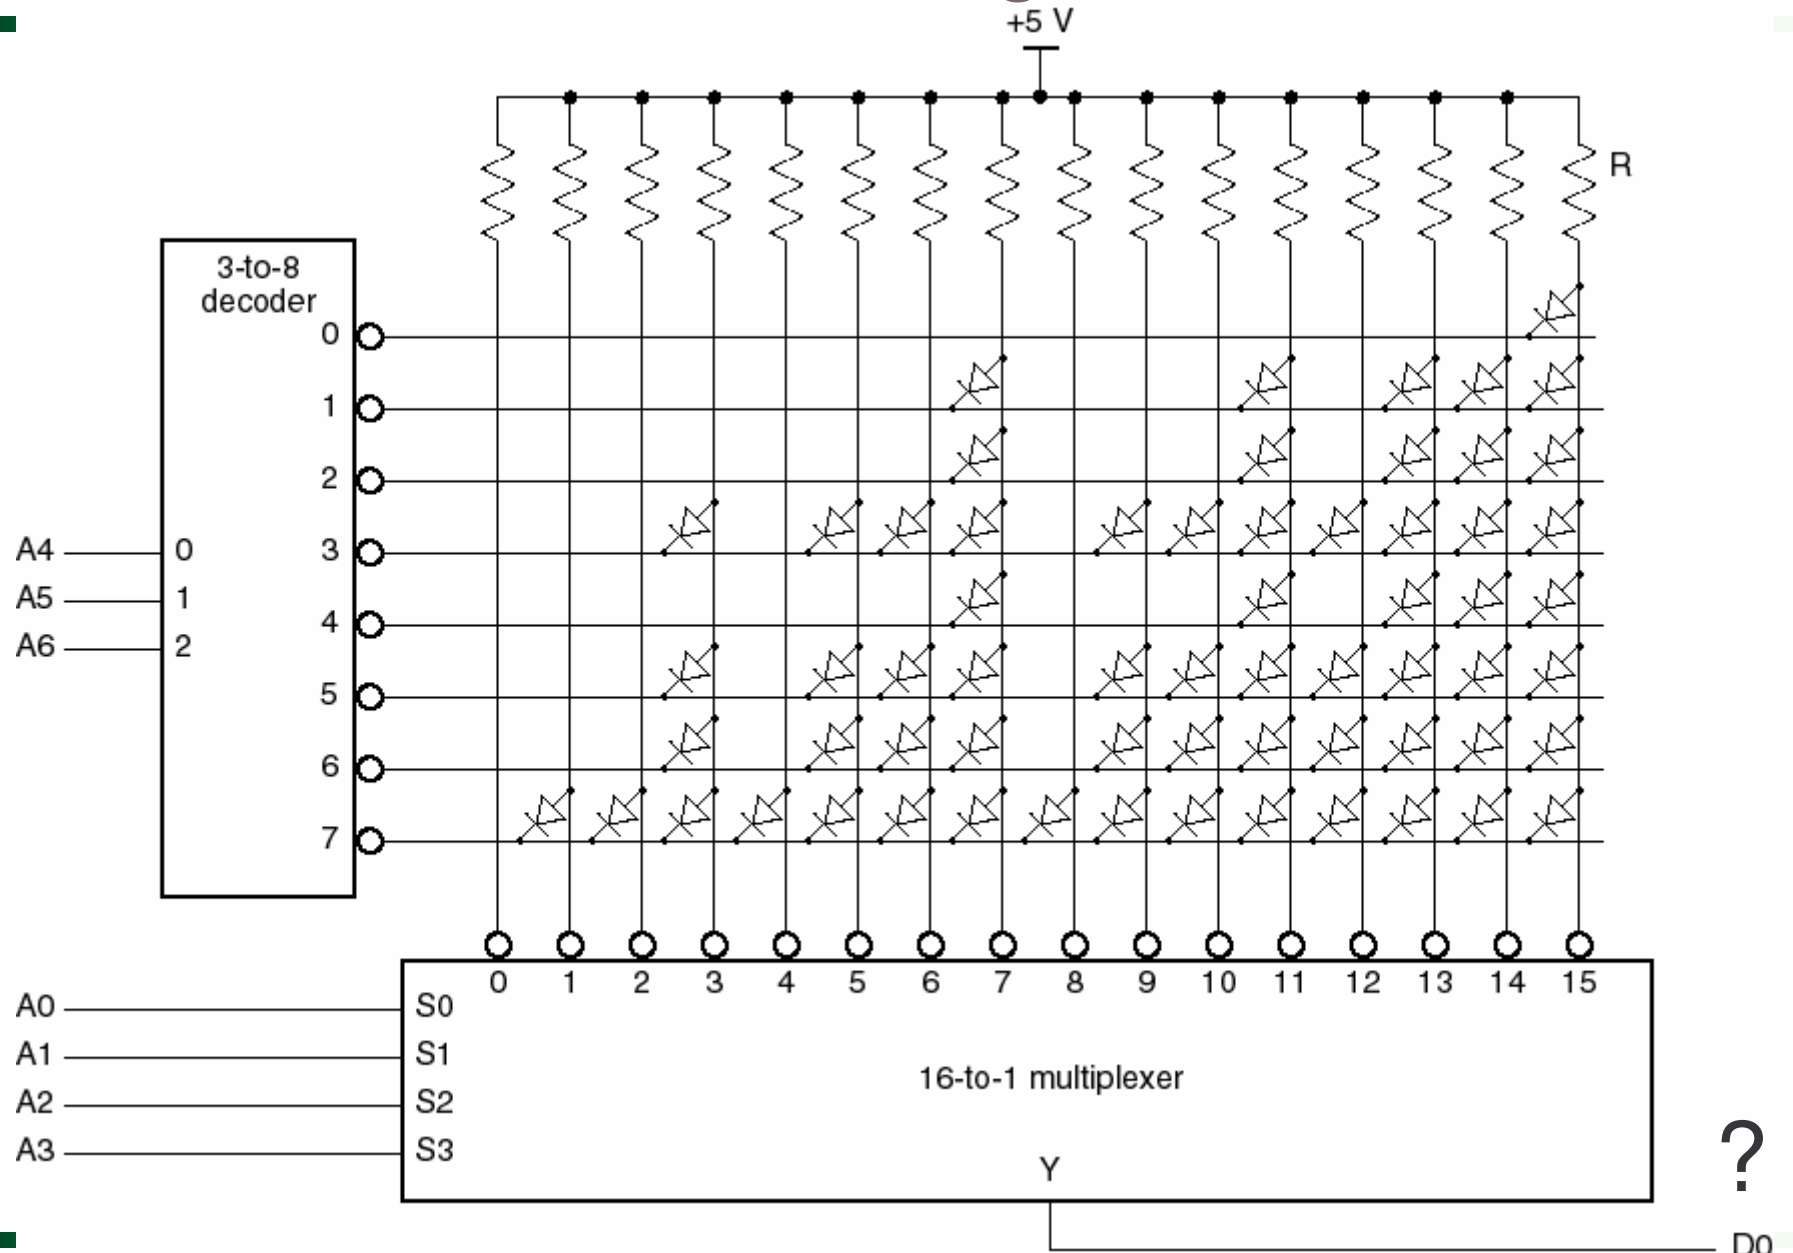 +5 V
R
3-to-8
decoder
0
1
2
3
4
5
6
7
A4 0
A5 1
A6 2
0 1 2 3 4 5 6 7 8 9 10 11 12 13 14 15
A0 S0
A1 S1
A2 S2
A3 S3
16-to-1 multiplexer
Y
?
D0